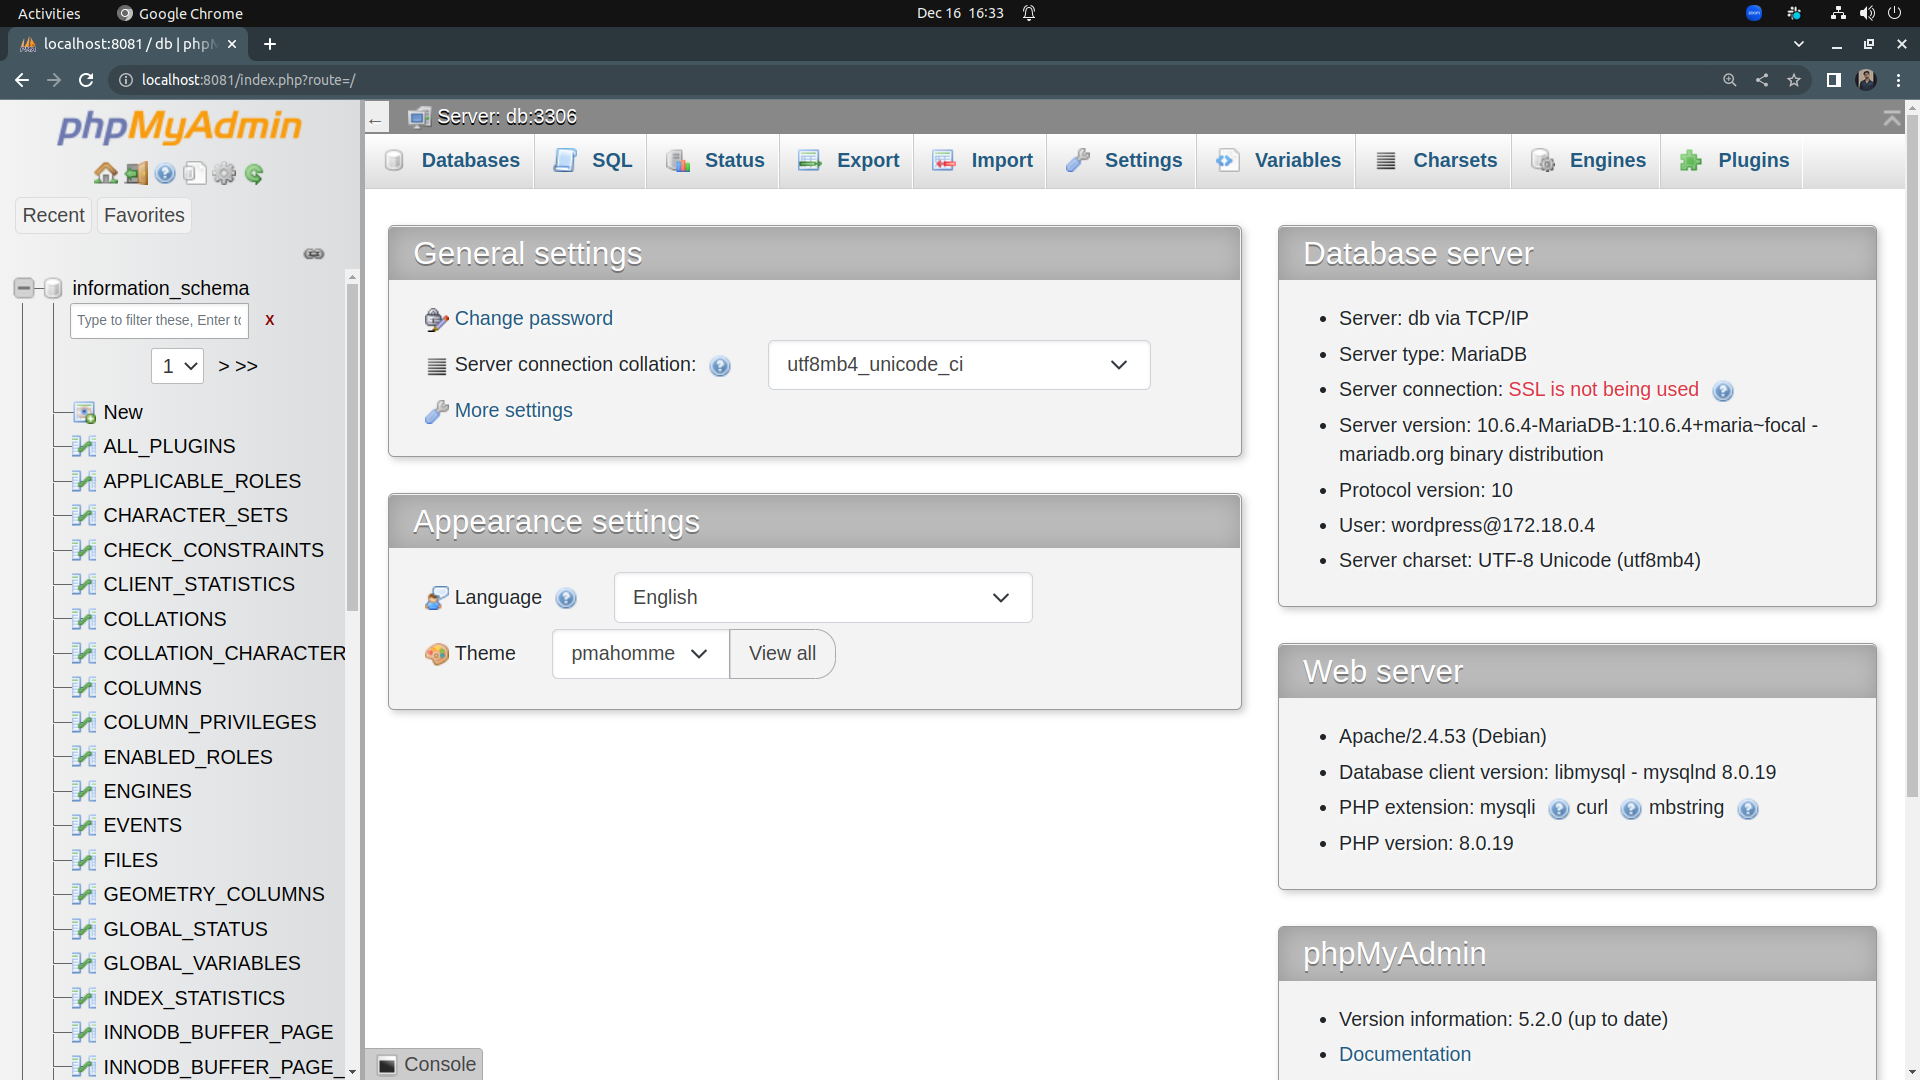 Activities
Google Chrome
Dec 16 16:33
zoom
localhost:8081 / db | phpM
localhost:8081/index.php?route=/
phpMyAdmin
Recent
Favorites
information_schema
Type to filter these, Enter to
X
1
> >>
New
ALL_PLUGINS
APPLICABLE_ROLES
CHARACTER_SETS
CHECK_CONSTRAINTS
CLIENT_STATISTICS
COLLATIONS
COLLATION_CHARACTER
COLUMNS
COLUMN_PRIVILEGES
ENABLED_ROLES
ENGINES
EVENTS
FILES
GEOMETRY_COLUMNS
GLOBAL_STATUS
GLOBAL_VARIABLES
INDEX_STATISTICS
INNODB_BUFFER_PAGE
INNODB_BUFFER_PAGE_
Server: db:3306
Databases
SQL
Status
Export
Import
Settings
Variables
Charsets
Engines
Plugins
General settings
Change password
Server connection collation:
utf8mb4_unicode_ci
More settings
Appearance settings
Language
English
Theme
pmahomme
View all
Database server
Server: db via TCP/IP
Server type: MariaDB
Server connection: SSL is not being used
Server version: 10.6.4-MariaDB-1:10.6.4+maria~focal -
mariadb.org binary distribution
Protocol version: 10
User: wordpress@172.18.0.4
Server charset: UTF-8 Unicode (utf8mb4)
Web server
Apache/2.4.53 (Debian)
Database client version: libmysql - mysqlnd 8.0.19
PHP extension: mysqli curl mbstring
PHP version: 8.0.19
phpMyAdmin
Version information: 5.2.0 (up to date)
Documentation
Console